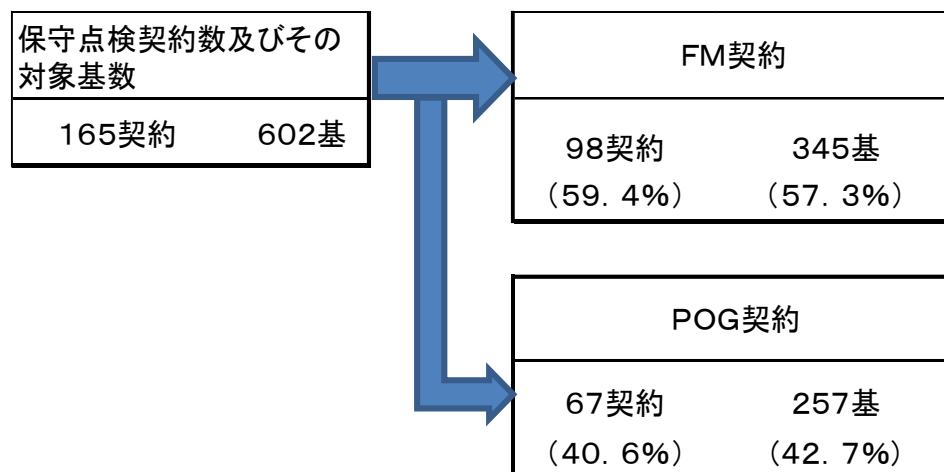 保守点検契約数及びその
対象基数
165契約 602基
FM契約
98契約 345基
(59.4%) (57.3%)
POG契約
67契約 257基
(40.6%) (42.7%)